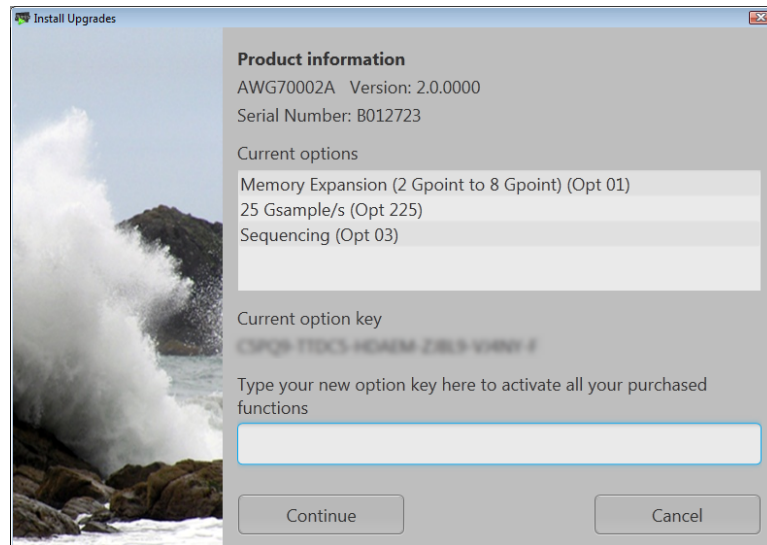 Install Upgrades
Product information
AWG70002A Version: 2.0.0000
Serial Number: B012723
Current options
Memory Expansion (2 Gpoint to 8 Gpoint) (Opt 01)
25 Gsample/s (Opt 225)
Sequencing (Opt 03)
Current option key
Type your new option key here to activate all your purchased
functions
Continue
Cancel